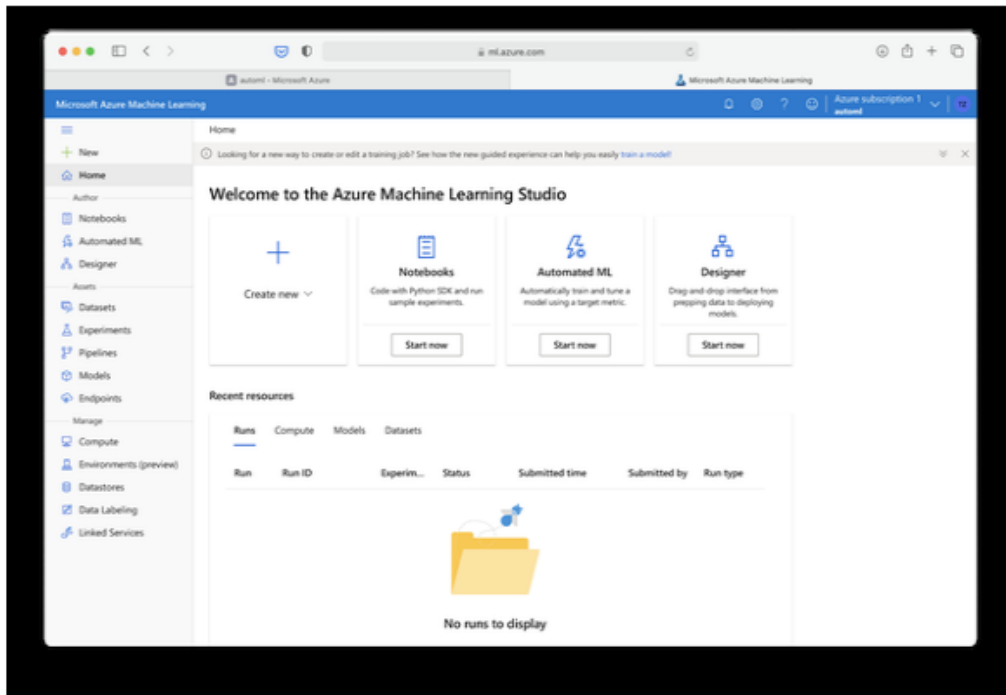 ml.azure.com
automl - Microsoft Azure
Microsoft Azure Machine Learning
Microsoft Azure Machine Learning
Azure subscription 1
automl
New
Home
Author
Notebooks
Automated ML
Designer
Assets
Datasets
Experiments
Pipelines
Models
Endpoints
Manage
Compute
Environments (preview)
Datastores
Data Labeling
Linked Services
Home
Looking for a new way to create or edit a training job? See how the new guided experience can help you easily train a model!
Welcome to the Azure Machine Learning Studio
Create new
Notebooks
Code with Python SDK and run
sample experiments.
Start now
Automated ML
Automatically train and tune a
model using a target metric.
Start now
Designer
Drag-and-drop interface from
prepping data to deploying
models.
Start now
Recent resources
Runs Compute Models Datasets
Run Run ID Experim... Status Submitted time Submitted by Run type
No runs to display